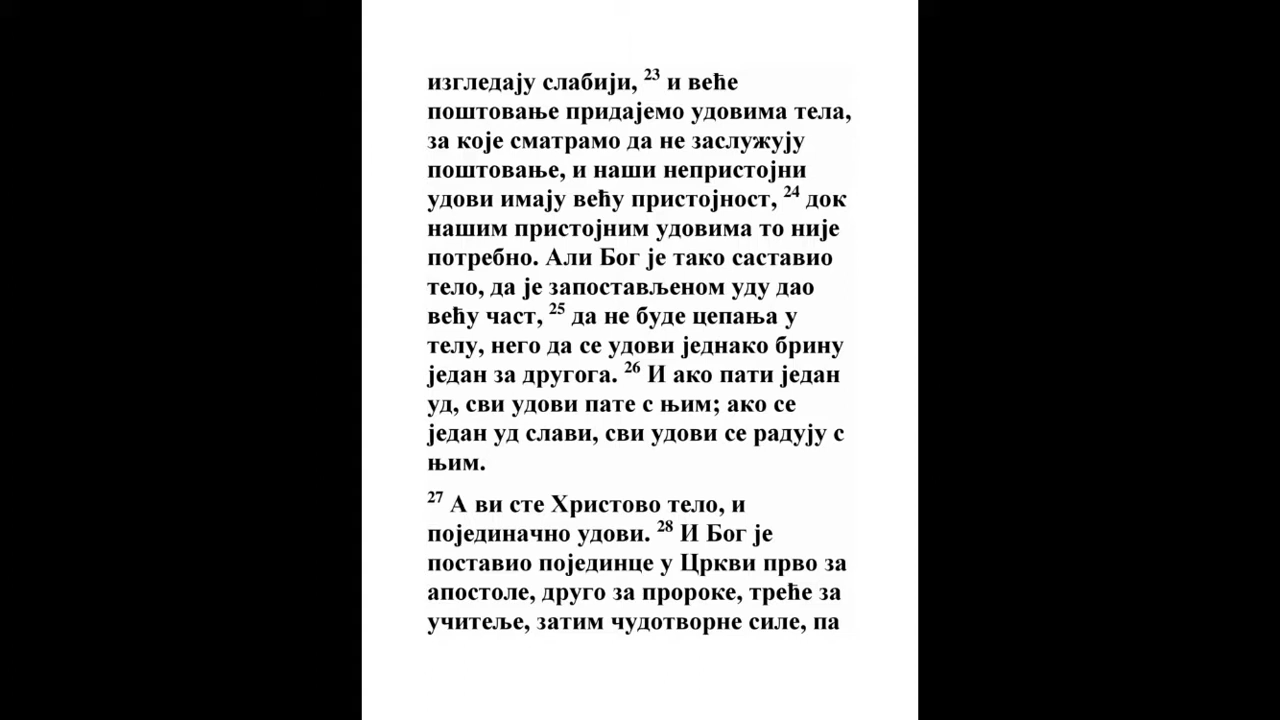 изгледају слабији, 23 и веће
поштовање придајемо удовима тела,
за које сматрамо да не заслужују
поштовање, и наши непристојни
удови имају већу пристојност, 24 док
нашим пристојним удовима то није
потребно. Али Бог је тако саставио
тело, да је запостављеном уду дао
већу част, 25 да не буде цепања у
телу, него да се удови једнако брину
један за другога. 26 И ако пати један
уд, сви удови пате с њим; ако се
један уд слави, сви удови се радују с
њим.
27 А ви сте Христово тело, и
појединачно удови. 28 И Бог је
поставио појединце у Цркви прво за
апостоле, друго за пророке, треће за
учитеље, затим чудотворне силе, па